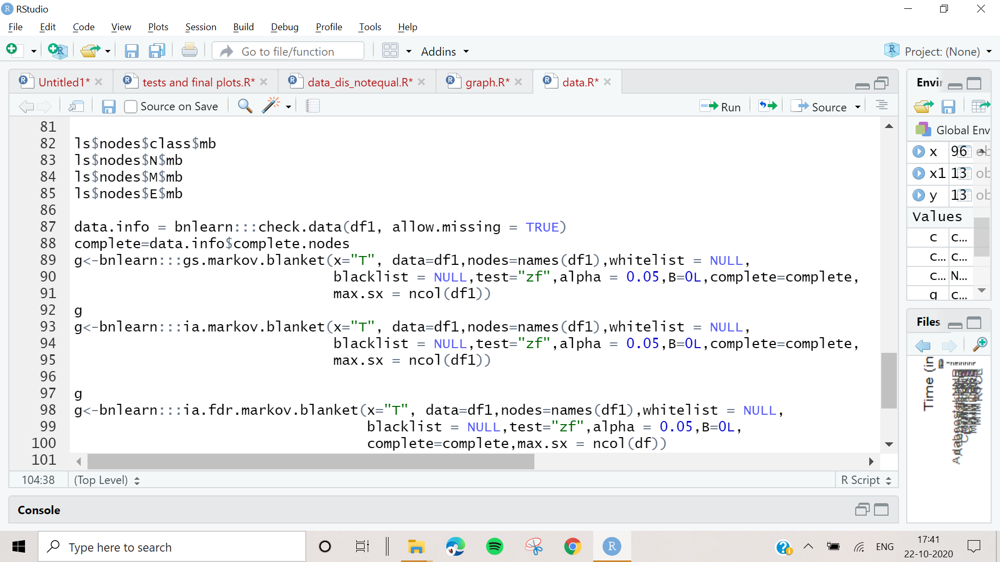 RStudio
File Edit Code View Plots Session Build Debug Profile Tools Help
Go to file/function Addins Project: (None)
Untitled1* tests and final plots.R* data_dis_notequal.R* graph.R* data.R*
Source on Save Run Source
81
82 ls$nodes$class$mb
83 ls$nodes$N$mb
84 ls$nodes$M$mb
85 ls$nodes$E$mb
86
87 data.info = bnlearn:::check.data(df1, allow.missing = TRUE)
88 complete=data.info$complete.nodes
89 g<-bnlearn:::gs.markov.blanket(x="T", data=df1,nodes=names(df1),whitelist = NULL,
90 blacklist = NULL,test="zf",alpha = 0.05,B=0L,complete=complete,
91 max.sx = ncol(df1))
92 g
93 g<-bnlearn:::ia.markov.blanket(x="T", data=df1,nodes=names(df1),whitelist = NULL,
94 blacklist = NULL,test="zf",alpha = 0.05,B=0L,complete=complete,
95 max.sx = ncol(df1))
96
97 g
98 g<-bnlearn:::ia.fdr.markov.blanket(x="T", data=df1,nodes=names(df1),whitelist = NULL,
99 blacklist = NULL,test="zf",alpha = 0.05,B=0L,
100 complete=complete,max.sx = ncol(df))
101
104:38 (Top Level) R Script
Console
Envir
Global Env
x 96 ob
x1 13 ob
y 13 ob
Values
c c...
c... c...
c... N...
g c...
Files
Time (in
Type here to search
ENG
17:41
22-10-2020